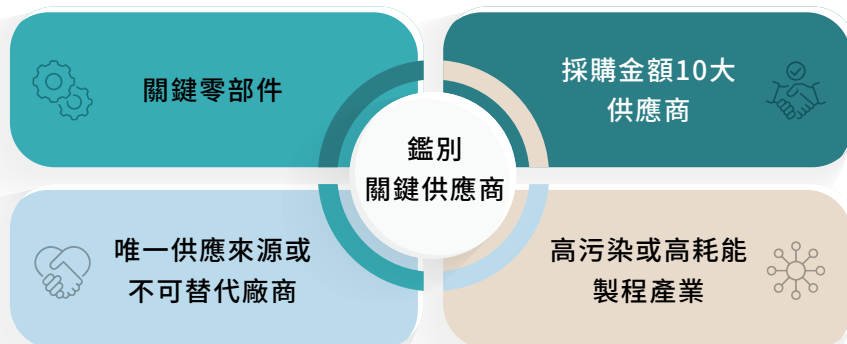 關鍵零部件
採購金額10大
供應商
鑑別
關鍵供應商
唯一供應來源或
不可替代廠商
高污染或高耗能
製程產業